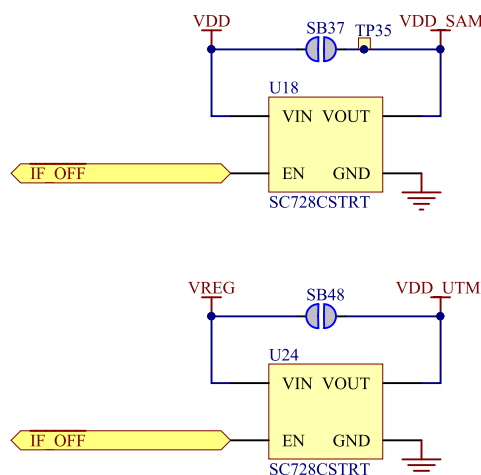 VDD SB37 TP35 VDD_SAM
U18
VIN VOUT
IF_OFF EN GND
SC728CSTRT
VREG SB48 VDD_UTM
U24
VIN VOUT
IF_OFF EN GND
SC728CSTRT